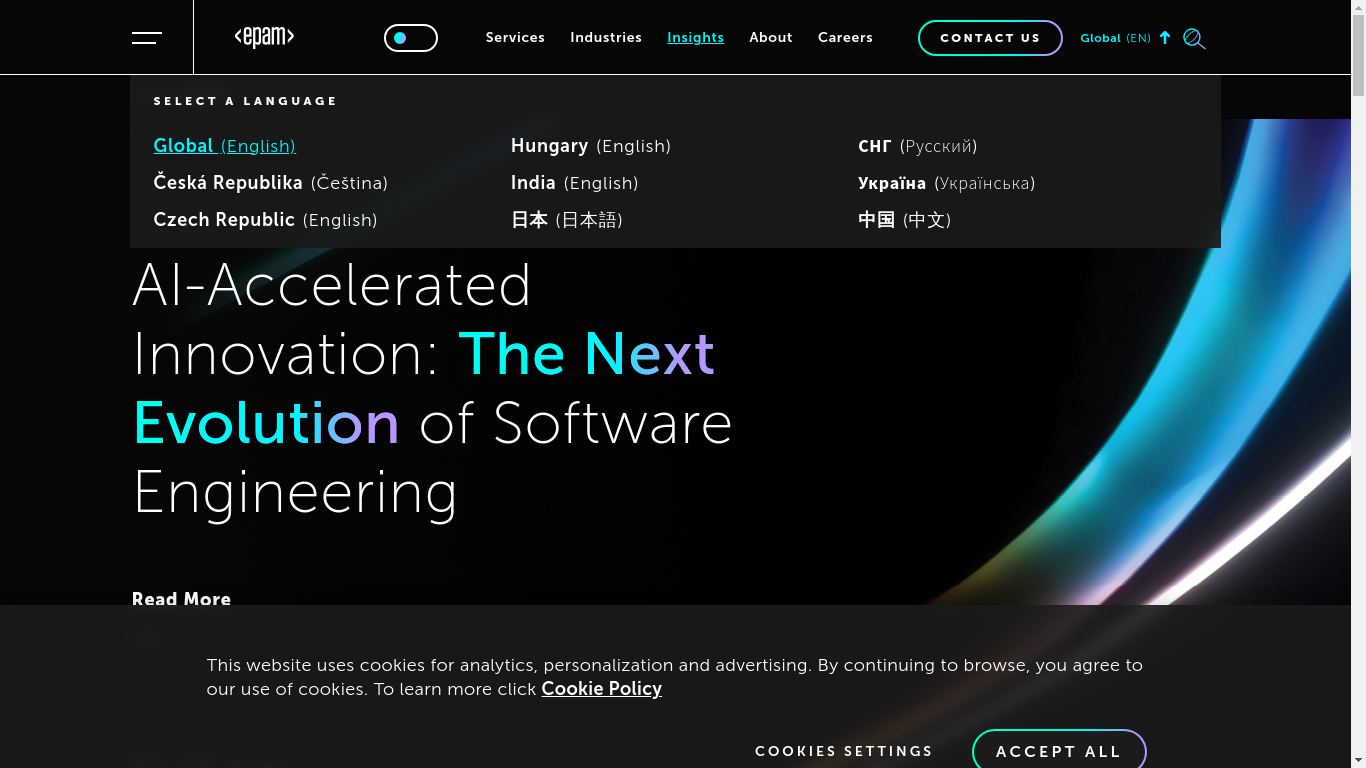 <epam>
Services Industries Insights About Careers CONTACT US Global (EN)
SELECT A LANGUAGE
Global (English) Hungary (English) СНГ (Русский)
Česká Republika (Čeština) India (English) Україна (Українська)
Czech Republic (English) 日本 (日本語) 中国 (中文)
AI-Accelerated
Innovation: The Next
Evolution of Software
Engineering
Read More
This website uses cookies for analytics, personalization and advertising. By continuing to browse, you agree to
our use of cookies. To learn more click Cookie Policy
COOKIES SETTINGS ACCEPT ALL